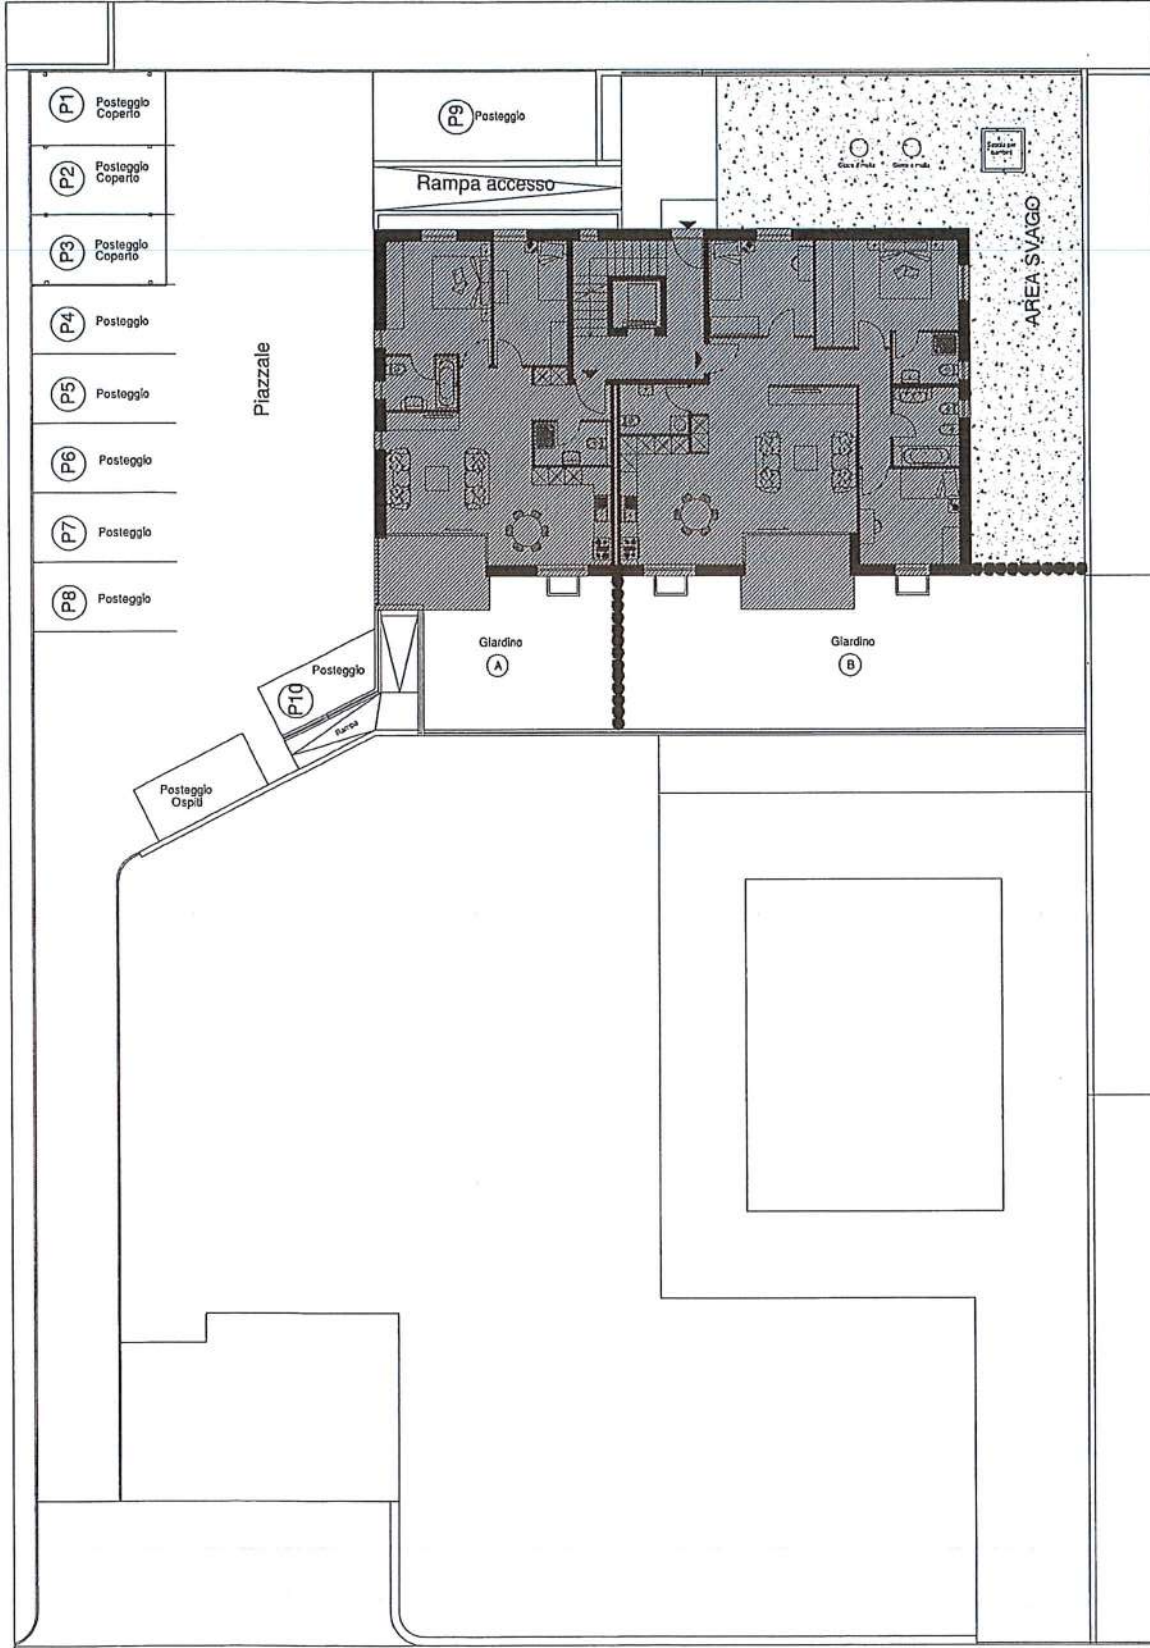 P1
Posteggio
Coperto
P2
Posteggio
Coperto
P3
Posteggio
Coperto
P4
Posteggio
P5
Posteggio
P6
Posteggio
P7
Posteggio
P8
Posteggio
Piazzale
P9
Posteggio
Rampa accesso
AREA SVAGO
P10
Posteggio
Rampa
Posteggio
Ospiti
Giardino
A
Giardino
B